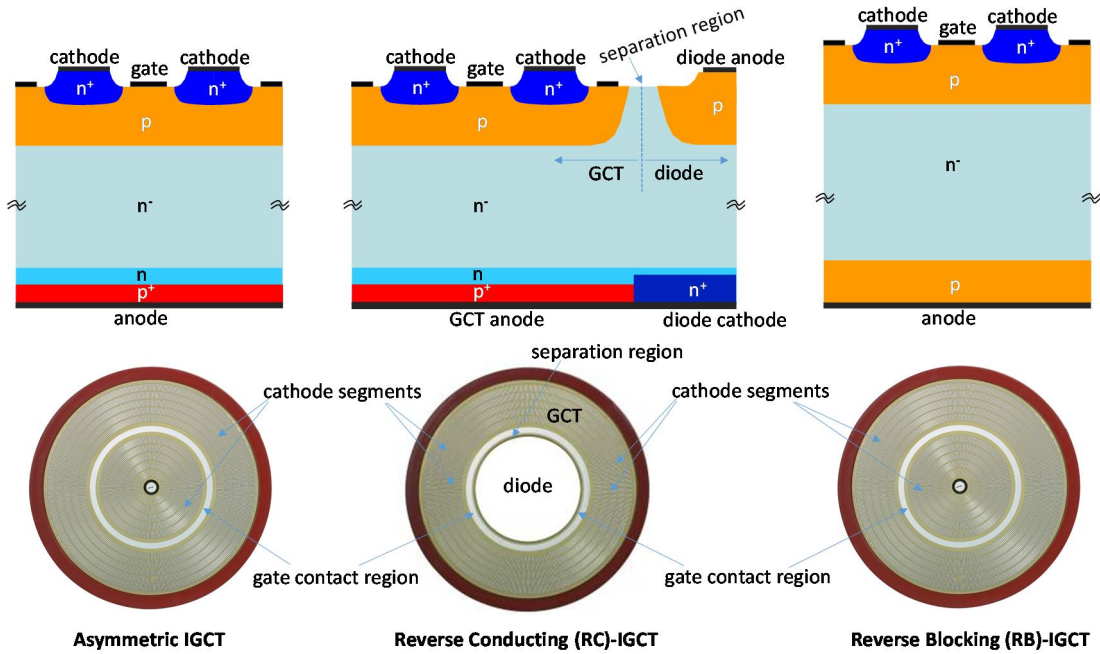 cathode
cathode
gate
n+
n+
p
n-
n
p+
anode
cathode
cathode
gate
separation region
diode anode
n+
n+
p
p
GCT
diode
n-
n
p+
n+
GCT anode
diode cathode
cathode
gate
cathode
n+
n+
p
n-
p
anode
separation region
cathode segments
GCT
cathode segments
diode
gate contact region
gate contact region
Asymmetric IGCT
Reverse Conducting (RC)-IGCT
Reverse Blocking (RB)-IGCT